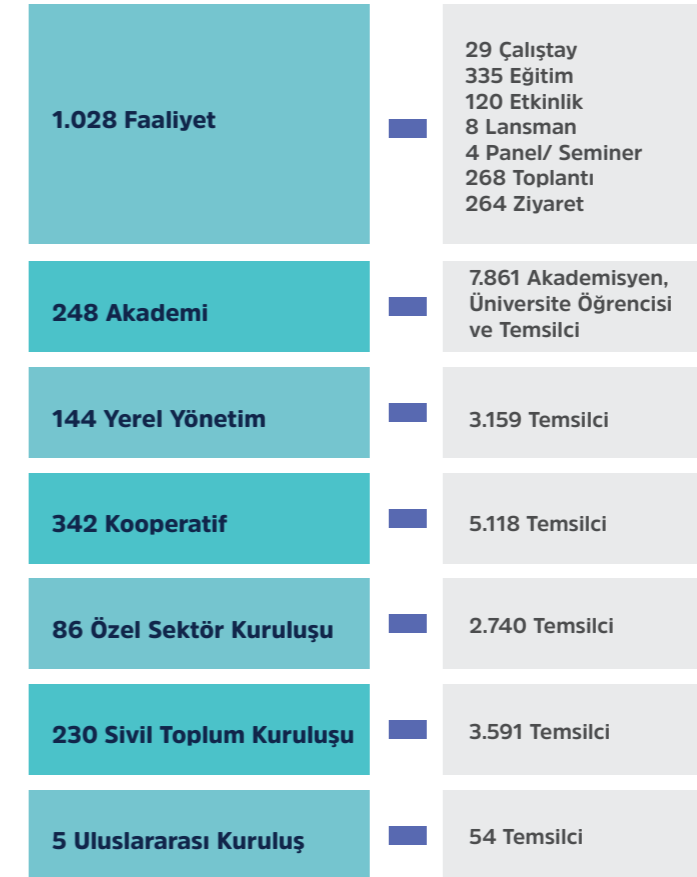 1.028 Faaliyet
29 Çalıştay
335 Eğitim
120 Etkinlik
8 Lansman
4 Panel/ Seminer
268 Toplantı
264 Ziyaret
248 Akademi
7.861 Akademisyen,
Üniversite Öğrencisi
ve Temsilci
144 Yerel Yönetim
3.159 Temsilci
342 Kooperatif
5.118 Temsilci
86 Özel Sektör Kuruluşu
2.740 Temsilci
230 Sivil Toplum Kuruluşu
3.591 Temsilci
5 Uluslararası Kuruluş
54 Temsilci